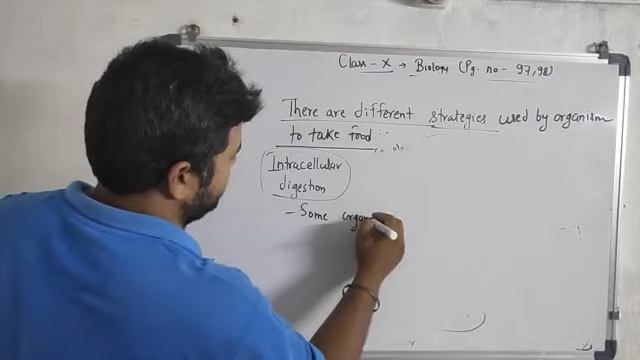 Class - X → Biology (Pg - no - 97,98)
There are different strategies used by organism
to take food :-
Intracellular
digestion
- Some organ